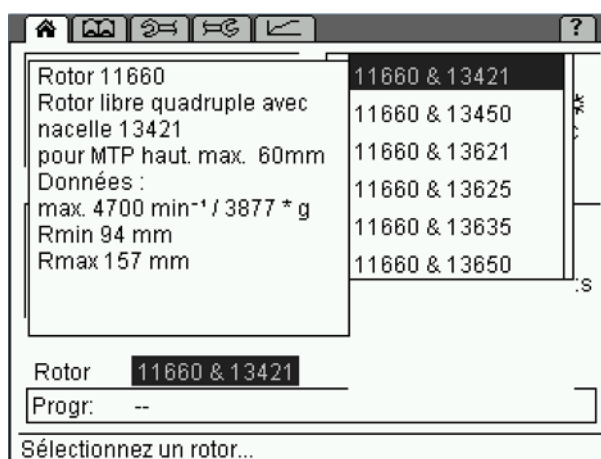 ?
Rotor 11660
Rotor libre quadruple avec
nacelle 13421
pour MTP haut. max. 60mm
Données :
max. 4700 min⁻¹ / 3877 * g
Rmin 94 mm
Rmax 157 mm
11660 & 13421
11660 & 13450
11660 & 13621
11660 & 13625
11660 & 13635
11660 & 13650
:s
Rotor 11660 & 13421
Progr: --
Sélectionnez un rotor...